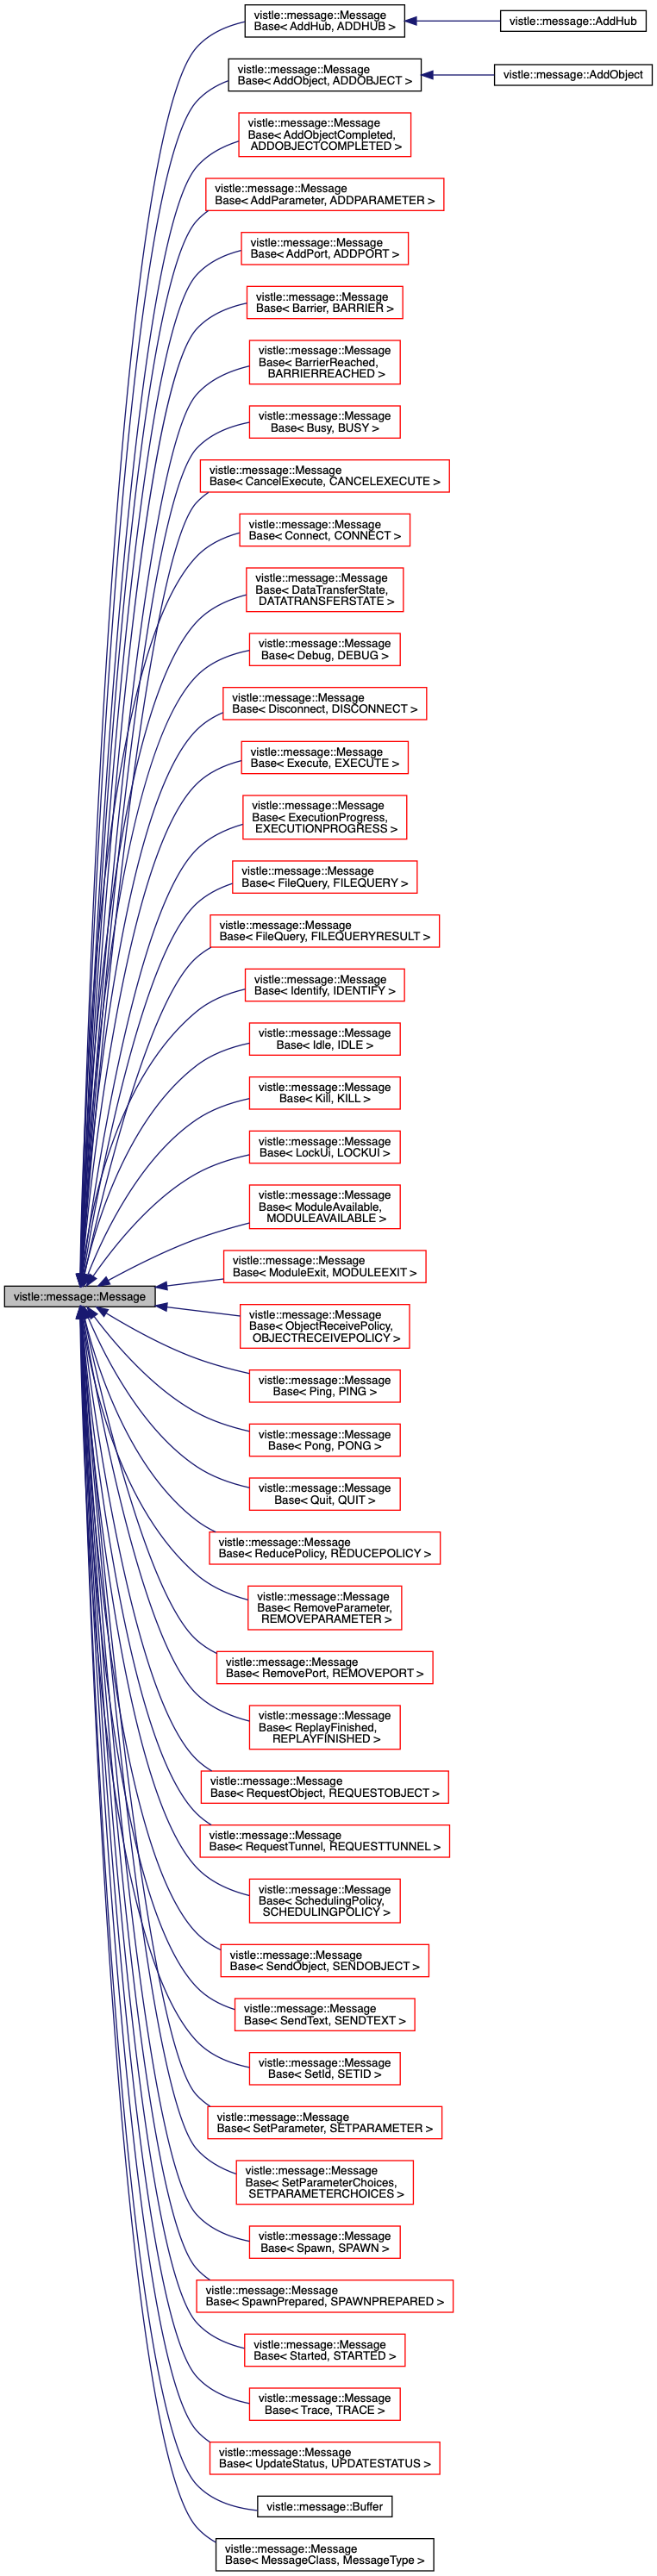 vistle::message::Message
Base< AddHub, ADDHUB >
vistle::message::AddHub
vistle::message::Message
Base< AddObject, ADDOBJECT >
vistle::message::AddObject
vistle::message::Message
Base< AddObjectCompleted,
ADDOBJECTCOMPLETED >
vistle::message::Message
Base< AddParameter, ADDPARAMETER >
vistle::message::Message
Base< AddPort, ADDPORT >
vistle::message::Message
Base< Barrier, BARRIER >
vistle::message::Message
Base< BarrierReached,
BARRIERREACHED >
vistle::message::Message
Base< Busy, BUSY >
vistle::message::Message
Base< CancelExecute, CANCELEXECUTE >
vistle::message::Message
Base< Connect, CONNECT >
vistle::message::Message
Base< DataTransferState,
DATATRANSFERSTATE >
vistle::message::Message
Base< Debug, DEBUG >
vistle::message::Message
Base< Disconnect, DISCONNECT >
vistle::message::Message
Base< Execute, EXECUTE >
vistle::message::Message
Base< ExecutionProgress,
EXECUTIONPROGRESS >
vistle::message::Message
Base< FileQuery, FILEQUERY >
vistle::message::Message
Base< FileQuery, FILEQUERYRESULT >
vistle::message::Message
Base< Identify, IDENTIFY >
vistle::message::Message
Base< Idle, IDLE >
vistle::message::Message
Base< Kill, KILL >
vistle::message::Message
Base< LockUi, LOCKUI >
vistle::message::Message
Base< ModuleAvailable,
MODULEAVAILABLE >
vistle::message::Message
Base< ModuleExit, MODULEEXIT >
vistle::message::Message
vistle::message::Message
Base< ObjectReceivePolicy,
OBJECTRECEIVEPOLICY >
vistle::message::Message
Base< Ping, PING >
vistle::message::Message
Base< Pong, PONG >
vistle::message::Message
Base< Quit, QUIT >
vistle::message::Message
Base< ReducePolicy, REDUCEPOLICY >
vistle::message::Message
Base< RemoveParameter,
REMOVEPARAMETER >
vistle::message::Message
Base< RemovePort, REMOVEPORT >
vistle::message::Message
Base< ReplayFinished,
REPLAYFINISHED >
vistle::message::Message
Base< RequestObject, REQUESTOBJECT >
vistle::message::Message
Base< RequestTunnel, REQUESTTUNNEL >
vistle::message::Message
Base< SchedulingPolicy,
SCHEDULINGPOLICY >
vistle::message::Message
Base< SendObject, SENDOBJECT >
vistle::message::Message
Base< SendText, SENDTEXT >
vistle::message::Message
Base< SetId, SETID >
vistle::message::Message
Base< SetParameter, SETPARAMETER >
vistle::message::Message
Base< SetParameterChoices,
SETPARAMETERCHOICES >
vistle::message::Message
Base< Spawn, SPAWN >
vistle::message::Message
Base< SpawnPrepared, SPAWNPREPARED >
vistle::message::Message
Base< Started, STARTED >
vistle::message::Message
Base< Trace, TRACE >
vistle::message::Message
Base< UpdateStatus, UPDATESTATUS >
vistle::message::Buffer
vistle::message::Message
Base< MessageClass, MessageType >